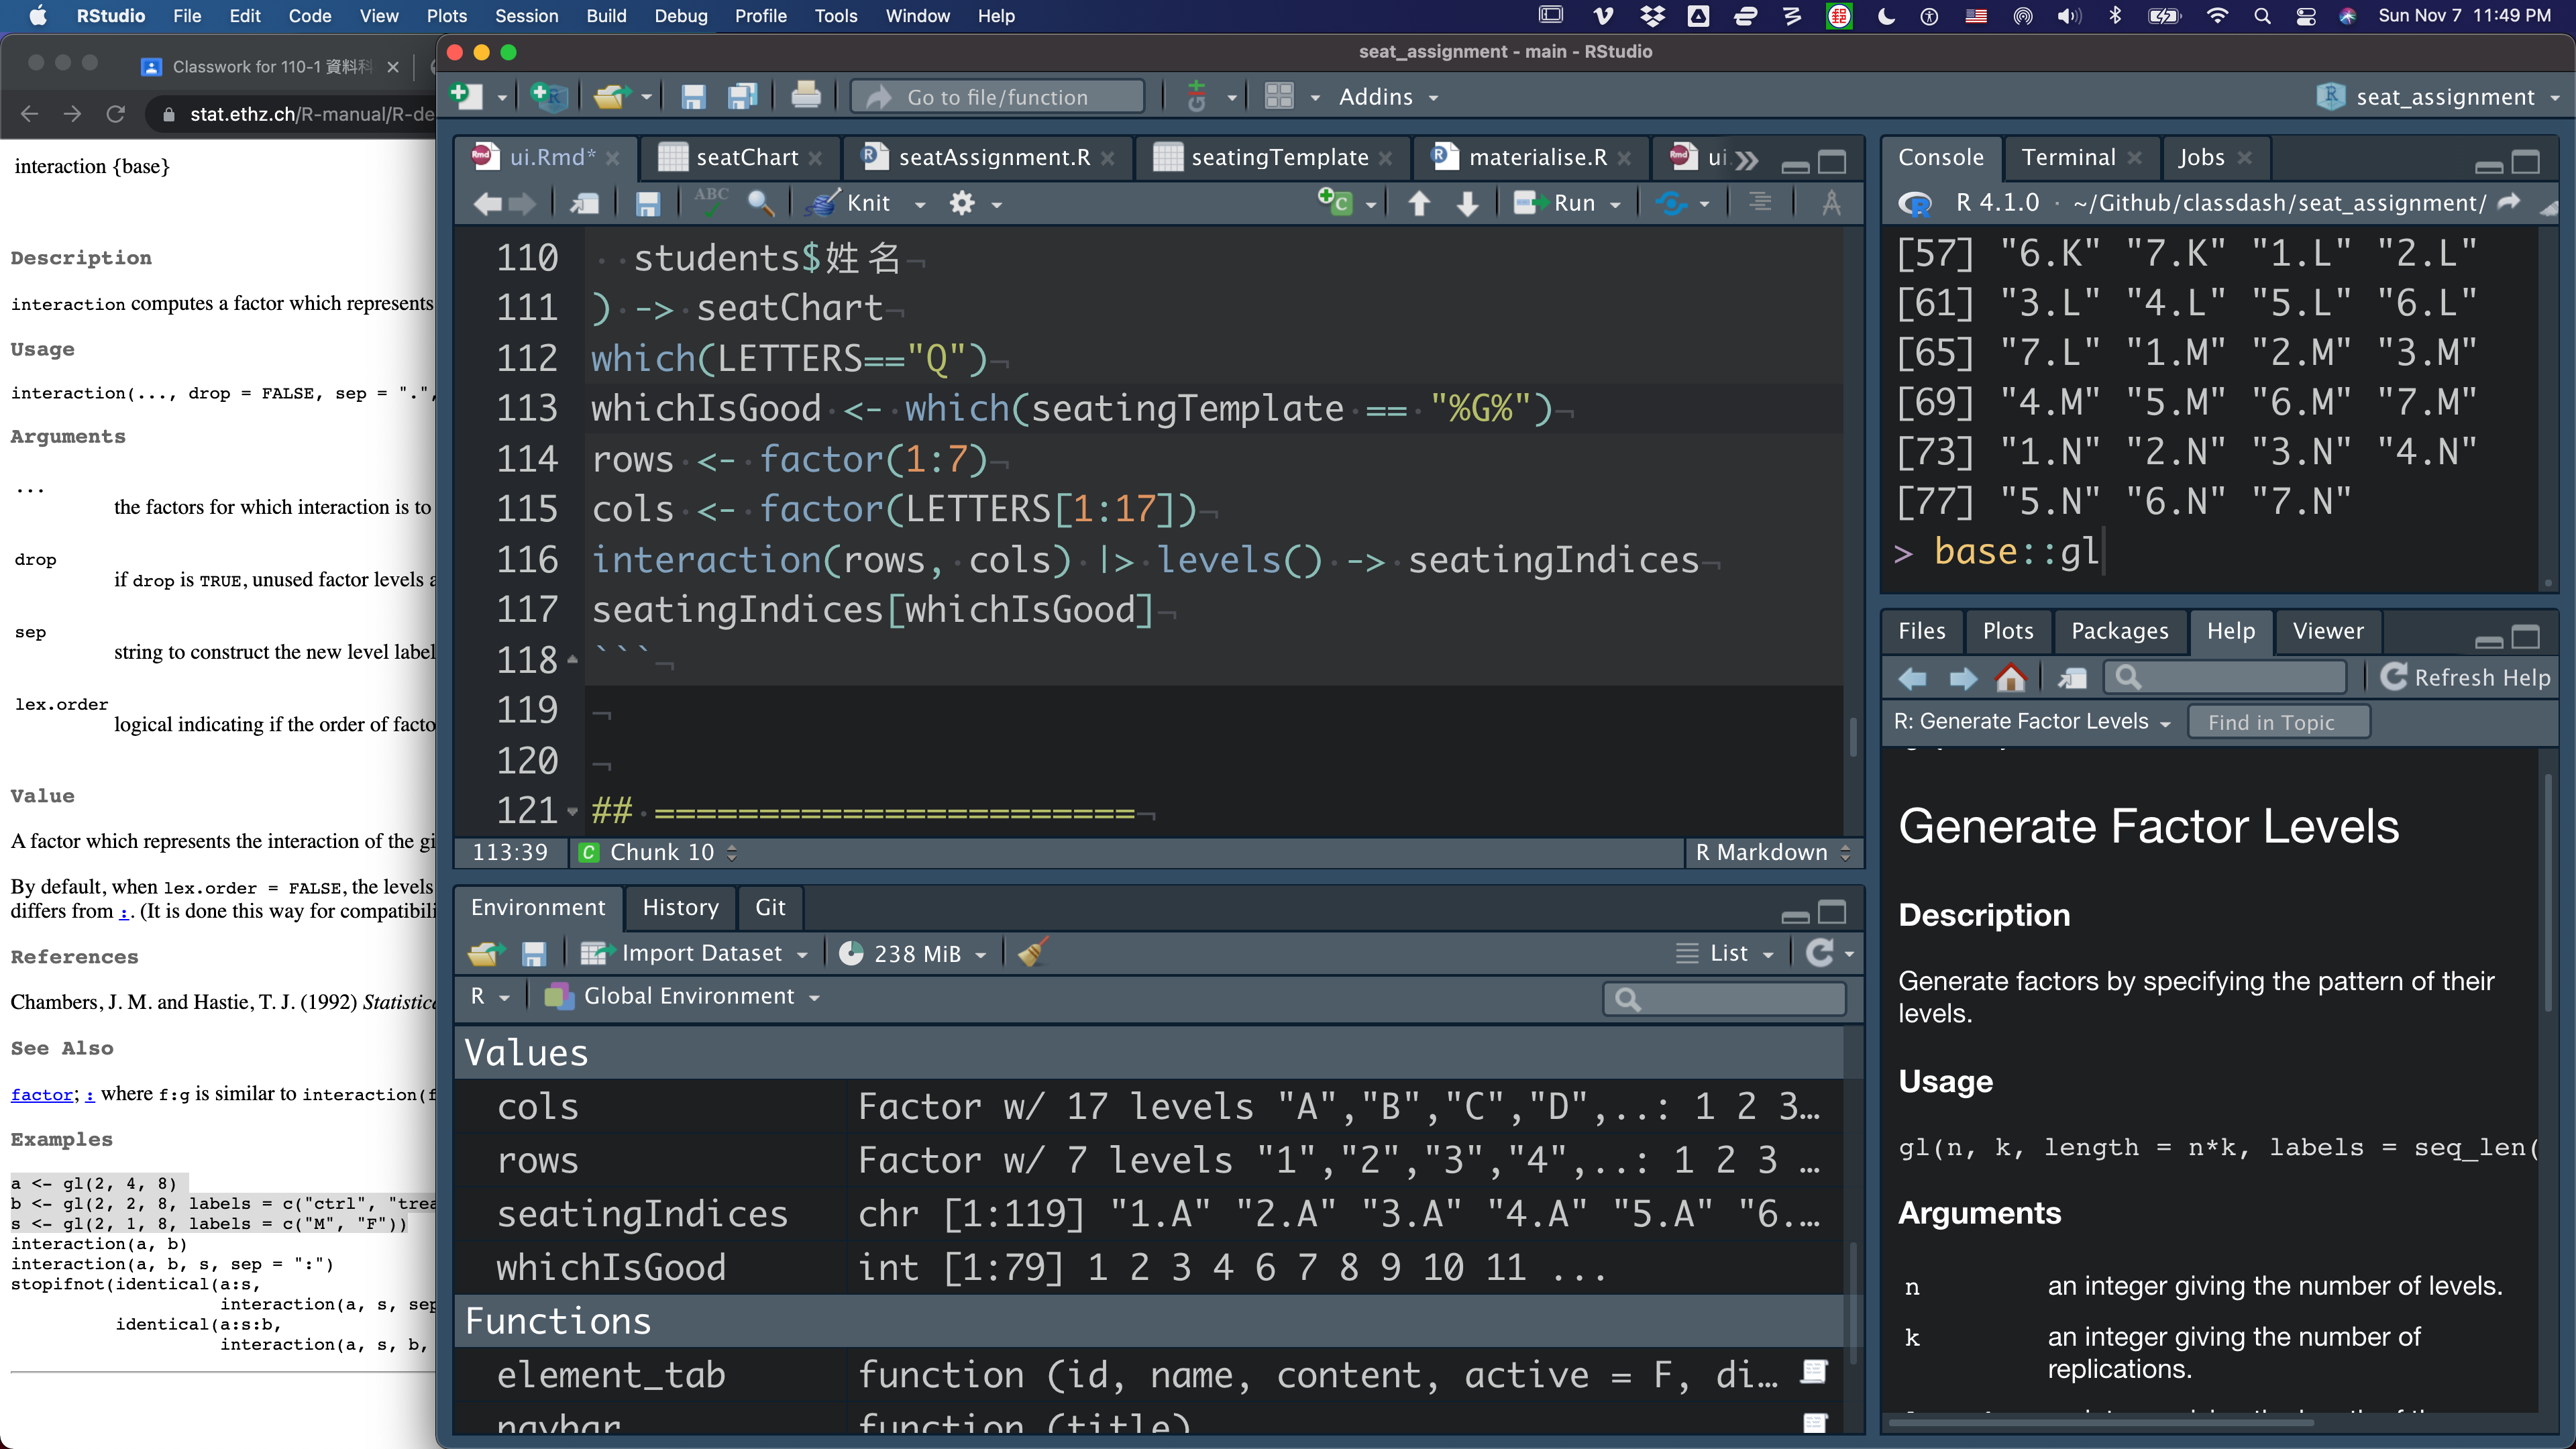 RStudio File Edit Code View Plots Session Build Debug Profile Tools Window Help Sun Nov 7 11:49 PM
Classwork for 110-1 資料科
stat.ethz.ch/R-manual/R-de
interaction {base}
Description
interaction computes a factor which represents
Usage
interaction(..., drop = FALSE, sep = ".",
Arguments
...
the factors for which interaction is to
drop
if drop is TRUE, unused factor levels a
sep
string to construct the new level label
lex.order
logical indicating if the order of facto
Value
A factor which represents the interaction of the gi
By default, when lex.order = FALSE, the levels
differs from :. (It is done this way for compatibili
References
Chambers, J. M. and Hastie, T. J. (1992) Statistic
See Also
factor; : where f:g is similar to interaction(f
Examples
a <- gl(2, 4, 8)
b <- gl(2, 2, 8, labels = c("ctrl", "trea
s <- gl(2, 1, 8, labels = c("M", "F"))
interaction(a, b)
interaction(a, b, s, sep = ":")
stopifnot(identical(a:s,
interaction(a, s, sep
identical(a:s:b,
interaction(a, s, b,
seat_assignment - main - RStudio
Go to file/function Addins seat_assignment
ui.Rmd* seatChart seatAssignment.R seatingTemplate materialise.R ui
ABC Knit Run
110 students$姓名
111 ) -> seatChart
112 which(LETTERS=="Q")
113 whichIsGood <- which(seatingTemplate == "%G%")
114 rows <- factor(1:7)
115 cols <- factor(LETTERS[1:17])
116 interaction(rows, cols) |> levels() -> seatingIndices
117 seatingIndices[whichIsGood]
118 ```
119
120
121 ## =======================
113:39 Chunk 10 R Markdown
Environment History Git
Import Dataset 238 MiB List
R Global Environment
Values
cols Factor w/ 17 levels "A","B","C","D",..: 1 2 3…
rows Factor w/ 7 levels "1","2","3","4",..: 1 2 3 …
seatingIndices chr [1:119] "1.A" "2.A" "3.A" "4.A" "5.A" "6.…
whichIsGood int [1:79] 1 2 3 4 6 7 8 9 10 11 ...
Functions
element_tab function (id, name, content, active = F, di…
navbar function (title)
Console Terminal Jobs
R 4.1.0 · ~/Github/classdash/seat_assignment/
[57] "6.K" "7.K" "1.L" "2.L"
[61] "3.L" "4.L" "5.L" "6.L"
[65] "7.L" "1.M" "2.M" "3.M"
[69] "4.M" "5.M" "6.M" "7.M"
[73] "1.N" "2.N" "3.N" "4.N"
[77] "5.N" "6.N" "7.N"
> base::gl
Files Plots Packages Help Viewer
Refresh Help
R: Generate Factor Levels Find in Topic
Generate Factor Levels
Description
Generate factors by specifying the pattern of their
levels.
Usage
gl(n, k, length = n*k, labels = seq_len(
Arguments
n an integer giving the number of levels.
k an integer giving the number of
replications.